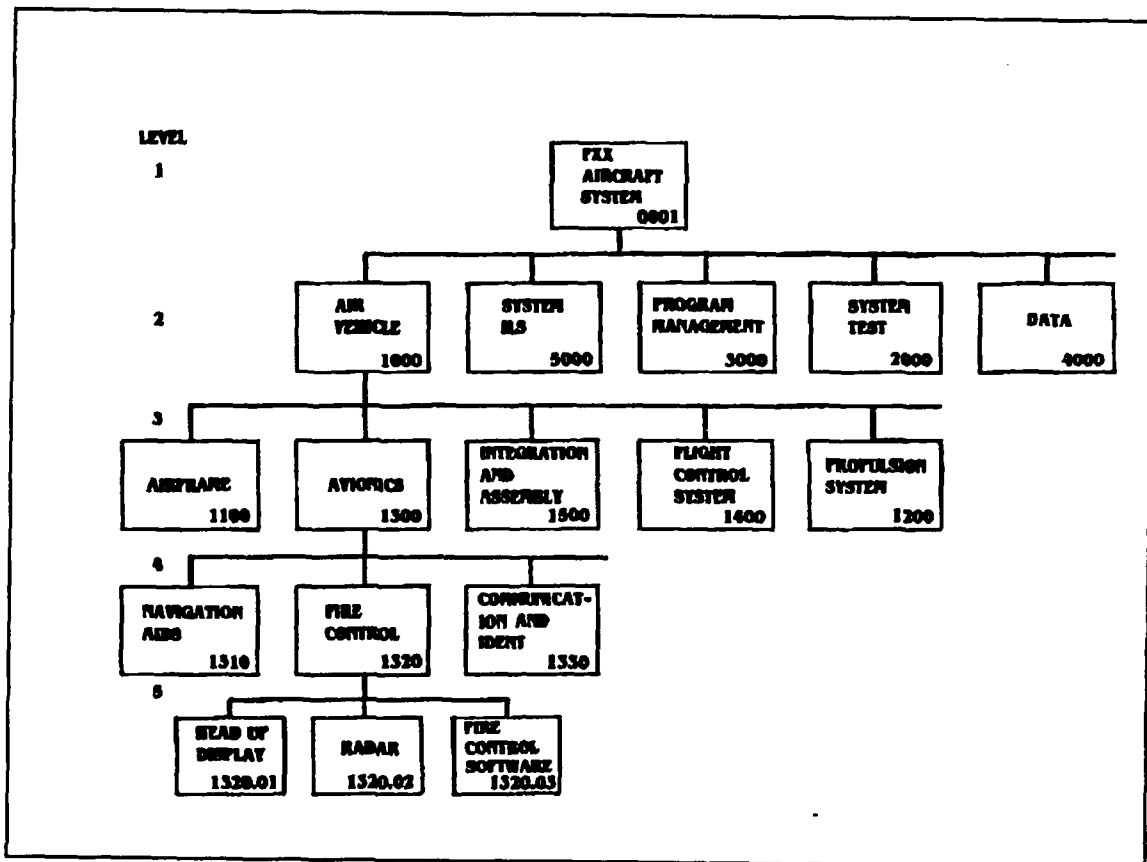 LEVEL
1
FXX
AIRCRAFT
SYSTEM
0001
2
AIR
VEHICLE
1000
SYSTEM
ILS
5000
PROGRAM
MANAGEMENT
3000
SYSTEM
TEST
2000
DATA
4000
3
AIRFRAME
1100
AVIONICS
1300
INTEGRATION
AND
ASSEMBLY
1500
FLIGHT
CONTROL
SYSTEM
1400
PROPULSION
SYSTEM
1200
4
NAVIGATION
AIDS
1310
FIRE
CONTROL
1320
COMMUNICAT-
ION AND
IDENT
1330
5
HEAD UP
DISPLAY
1320.01
RADAR
1320.02
FIRE
CONTROL
SOFTWARE
1320.03